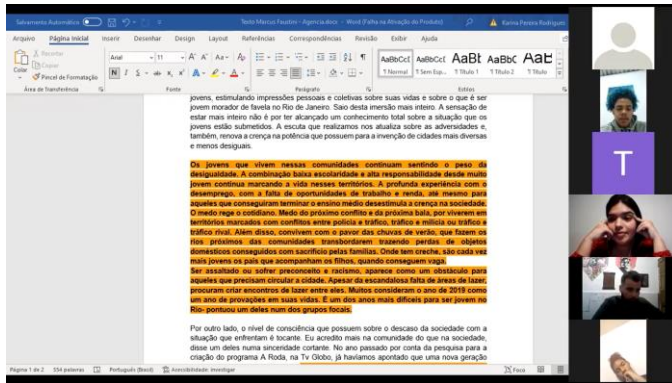 Salvamento Automático
Texto Marcus Faustini - Agencia.docx - Word (Falha na Ativação do Produto)
Karina Pereira Rodrigues
Arquivo Página Inicial Inserir Desenhar Design Layout Referências Correspondências Revisão Exibir Ajuda
Colar
Recortar
Copiar
Pincel de Formatação
Arial 11
AaBbCcI AaBbCcI AaBt AaBbC AaB
1 Normal 1 Sem Esp... Título 1 Título 2 Título
Área de Transferência Fonte Parágrafo Estilos
jovens, estimulando impressões pessoais e coletivas sobre suas vidas e sobre o que é ser
jovem morador de favela no Rio de Janeiro. Saio desta imersão mais inteiro. A sensação de
estar mais inteiro não é por ter alcançado um conhecimento total sobre a situação que os
jovens estão submetidos. A escuta que realizamos nos atualiza sobre as adversidades e,
também, renova a crença na potência que possuem para a invenção de cidades mais diversas
e menos desiguais.
Os jovens que vivem nessas comunidades continuam sentindo o peso da
desigualdade. A combinação baixa escolaridade e alta responsabilidade desde muito
jovem continua marcando a vida nesses territórios. A profunda experiência com o
desemprego, com a falta de oportunidades de trabalho e renda, até mesmo para
aqueles que conseguiram terminar o ensino médio desestimula a crença na sociedade.
O medo rege o cotidiano. Medo do próximo conflito e da próxima bala, por viverem em
territórios marcados com conflitos entre polícia e tráfico, tráfico e milícia ou tráfico e
tráfico rival. Além disso, convivem com o pavor das chuvas de verão, que fazem os
rios próximos das comunidades transbordarem trazendo perdas de objetos
domésticos conseguidos com sacrifício pelas famílias. Onde tem creche, são cada vez
mais jovens os pais que acompanham os filhos, quando conseguem vaga.
Ser assaltado ou sofrer preconceito e racismo, aparece como um obstáculo para
aqueles que precisam circular a cidade. Apesar da escandalosa falta de áreas de lazer,
procuram criar encontros de lazer entre eles. Muitos consideram o ano de 2019 como
um ano de provações em suas vidas. É um dos anos mais difíceis para ser jovem no
Rio- pontuou um deles num dos grupos focais.
Por outro lado, o nível de consciência que possuem sobre o descaso da sociedade com a
situação que enfrentam é tocante. Eu acredito mais na comunidade do que na sociedade,
disse um deles numa sinceridade cortante. No ano passado por conta da pesquisa para a
criação do programa A Roda, na Tv Globo, já havíamos apontado que uma nova geração
Página 1 de 2 554 palavras Português (Brasil) Acessibilidade: investigar Foco
T